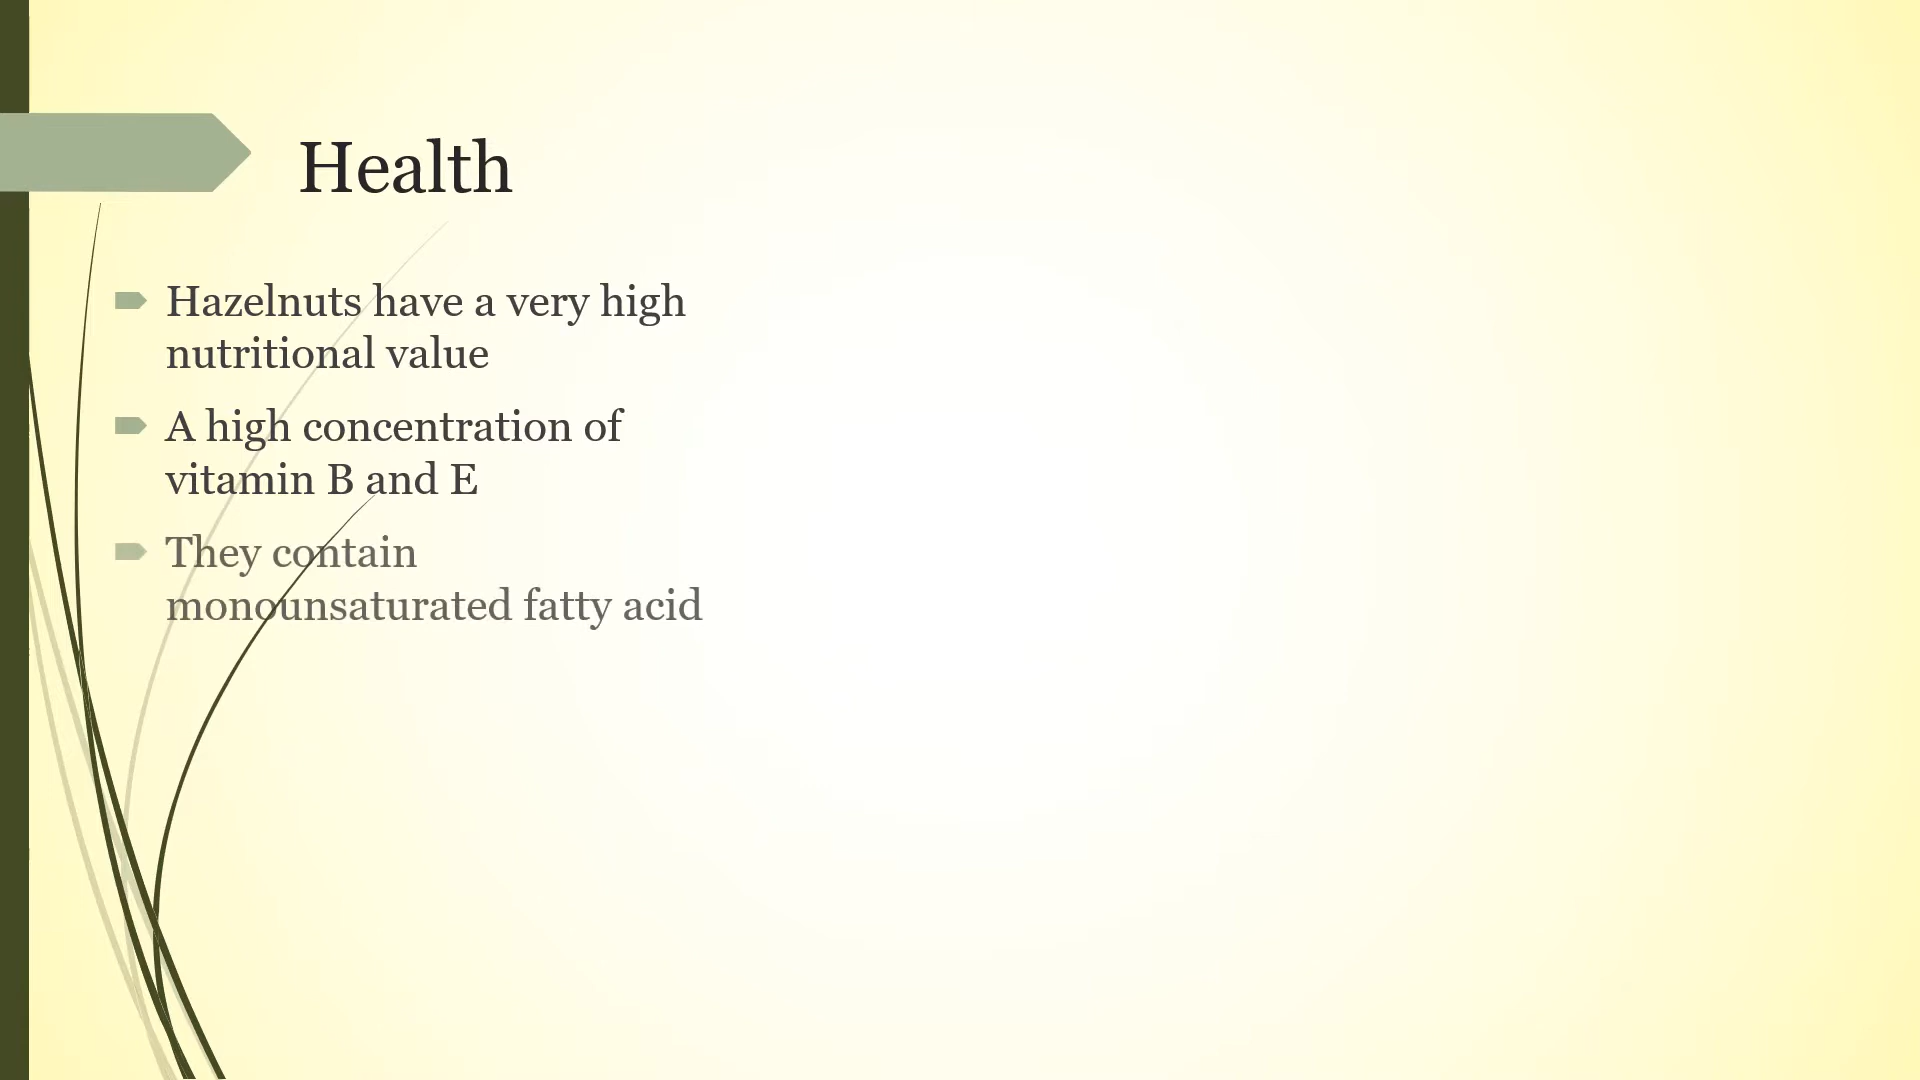 Health
Hazelnuts have a very high
nutritional value
A high concentration of
vitamin B and E
They contain
monounsaturated fatty acid